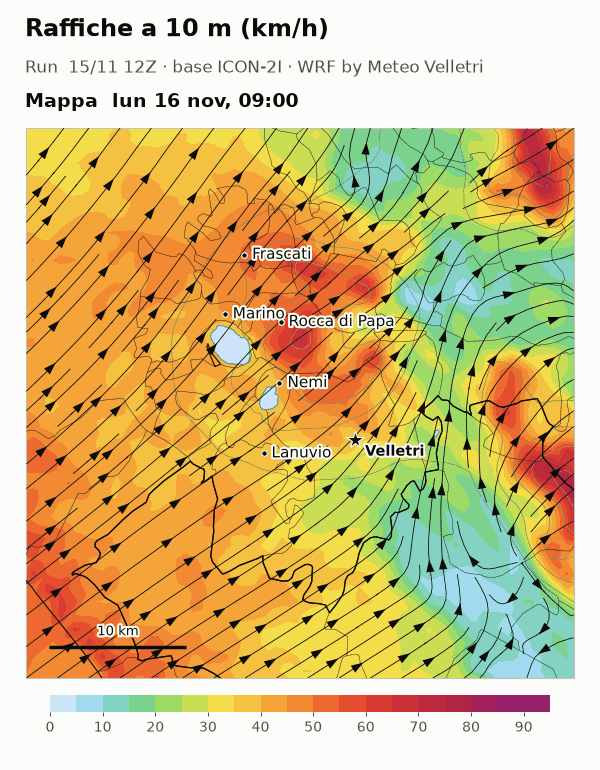 Raffiche a 10 m (km/h)
Run 15/11 12Z · base ICON-2I · WRF by Meteo Velletri
Mappa lun 16 nov, 09:00
Frascati
Marino
Rocca di Papa
Nemi
Velletri
Lanuvio
10 km
0 10 20 30 40 50 60 70 80 90